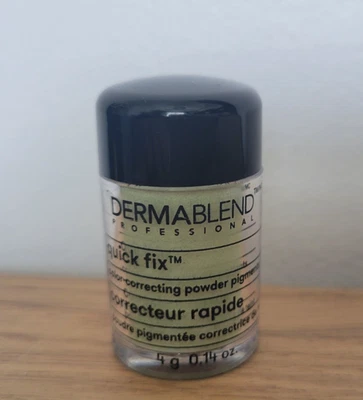 DERMABLEND
PROFESSIONAL
quick fix™
color-correcting powder pigment
correcteur rapide
poudre pigmentée correctrice
4 g 0.14 oz.